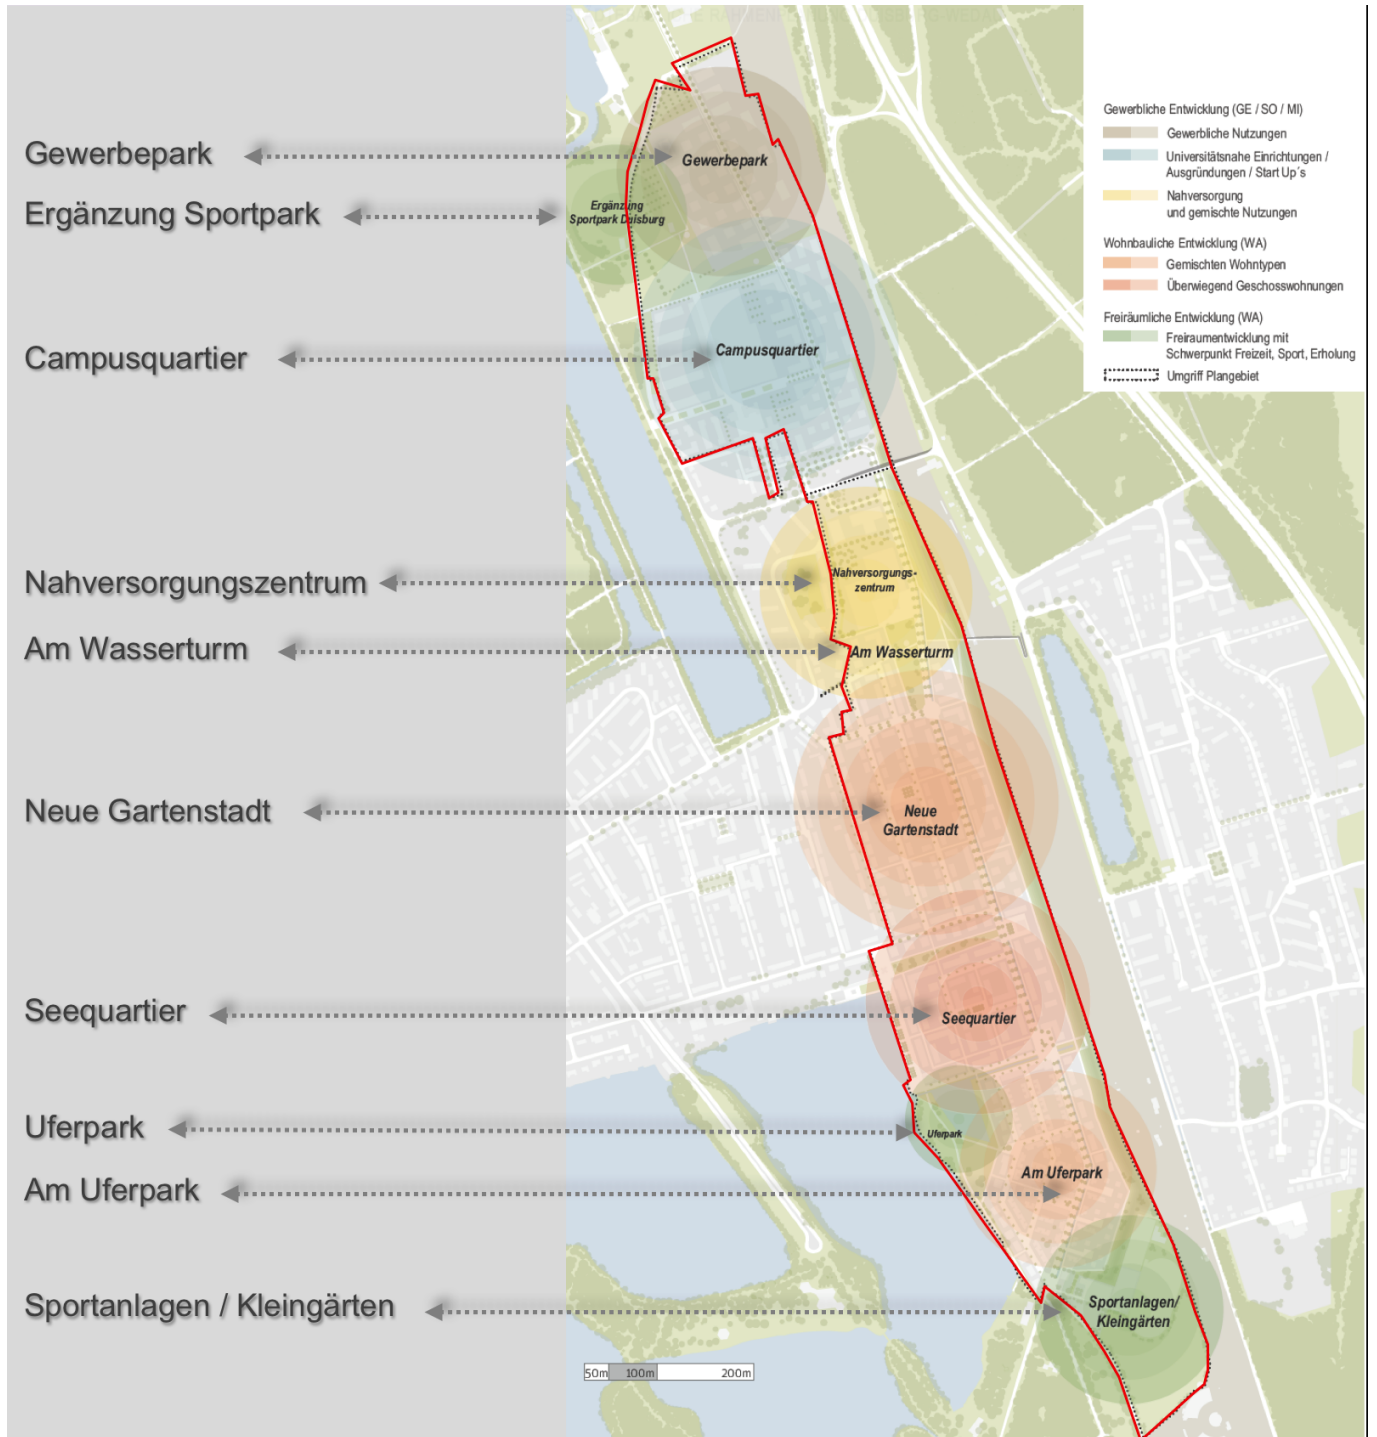 Gewerbepark
Ergänzung Sportpark
Campusquartier
Nahversorgungszentrum
Am Wasserturm
Neue Gartenstadt
Seequartier
Uferpark
Am Uferpark
Sportanlagen / Kleingärten
Gewerbepark
Ergänzung
Sportpark Duisburg
Campusquartier
Nahversorgungs-
zentrum
Am Wasserturm
Neue
Gartenstadt
Seequartier
Uferpark
Am Uferpark
Sportanlagen/
Kleingärten
50m 100m 200m
Gewerbliche Entwicklung (GE / SO / MI)
Gewerbliche Nutzungen
Universitätsnahe Einrichtungen /
Ausgründungen / Start Up´s
Nahversorgung
und gemischte Nutzungen
Wohnbauliche Entwicklung (WA)
Gemischten Wohntypen
Überwiegend Geschosswohnungen
Freiräumliche Entwicklung (WA)
Freiraumentwicklung mit
Schwerpunkt Freizeit, Sport, Erholung
Umgriff Plangebiet